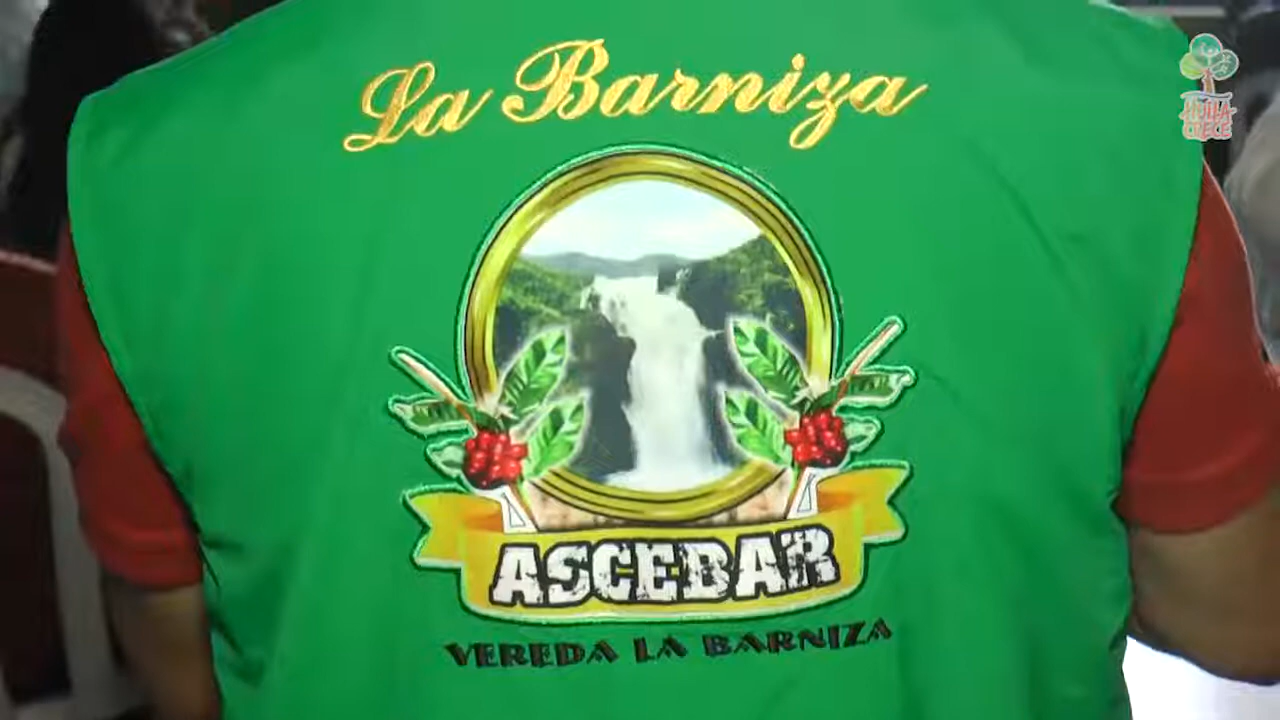 La Barniza
HUILA
CRECE
ASCEBAR
VEREDA LA BARNIZA